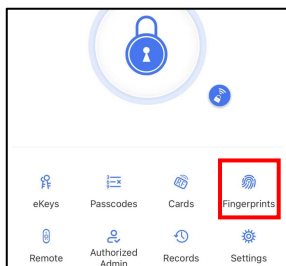 eKeys
Passcodes
Cards
Fingerprints
Remote
Authorized
Admin
Records
Settings